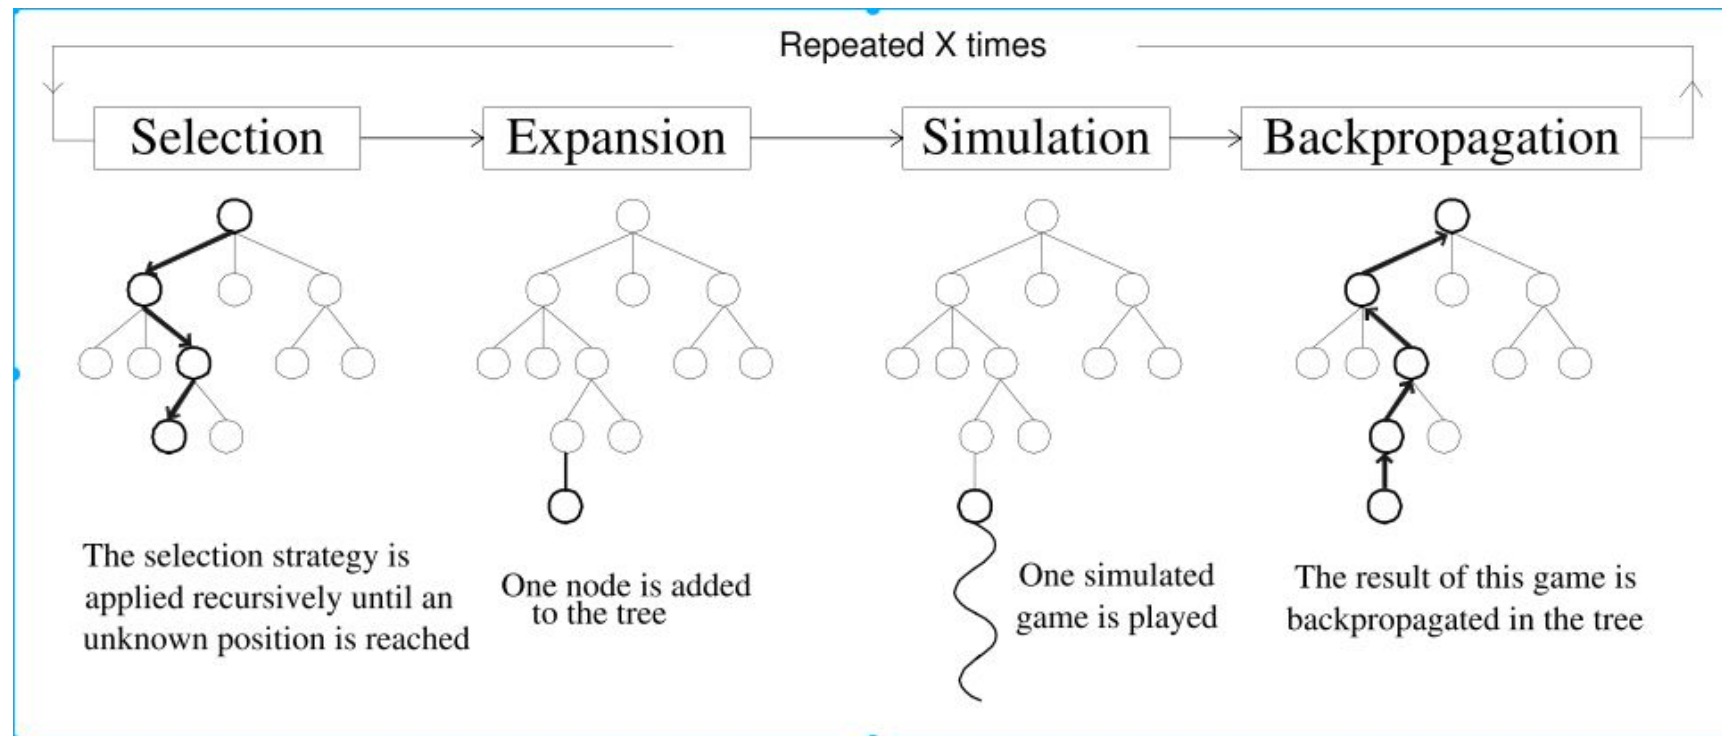 Repeated X times
Selection
Expansion
Simulation
Backpropagation
The selection strategy is
applied recursively until an
unknown position is reached
One node is added
to the tree
One simulated
game is played
The result of this game is
backpropagated in the tree